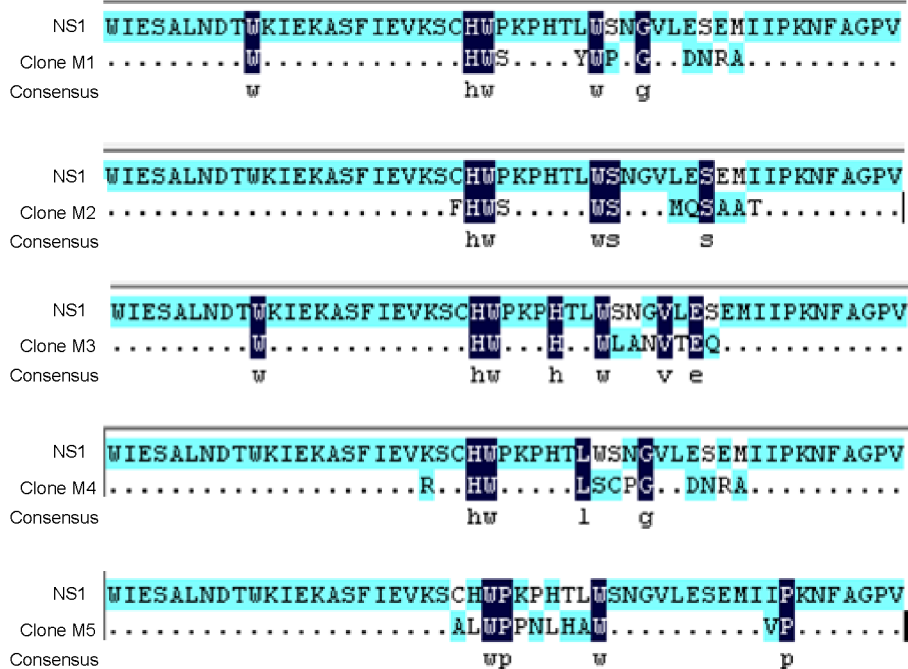 NS1 WIESALNDTWKIEKASFIEVKSCHWPKPHTLWSNGVLESEMIIPKNFAGPV
Clone M1 .........W.............HWS....YWP.G..DNRA..........
Consensus w hw w g
NS1 WIESALNDTWKIEKASFIEVKSCHWPKPHTLWSNGVLESEMIIPKNFAGPV
Clone M2 ......................FHWS.....WS...MQSAAT.........
Consensus hw ws s
NS1 WIESALNDTWKIEKASFIEVKSCHWPKPHTLWSNGVLESEMIIPKNFAGPV
Clone M3 .........W.............HW...H..WLANVTEQ............
Consensus w hw h w v e
NS1 WIESALNDTWKIEKASFIEVKSCHWPKPHTLWSNGVLESEMIIPKNFAGPV
Clone M4 ....................R..HW.....LSCPG..DNRA..........
Consensus hw l g
NS1 WIESALNDTWKIEKASFIEVKSCHWPKPHTLWSNGVLESEMIIPKNFAGPV
Clone M5 ......................ALWPPNLHAW..........VP.......
Consensus wp w p